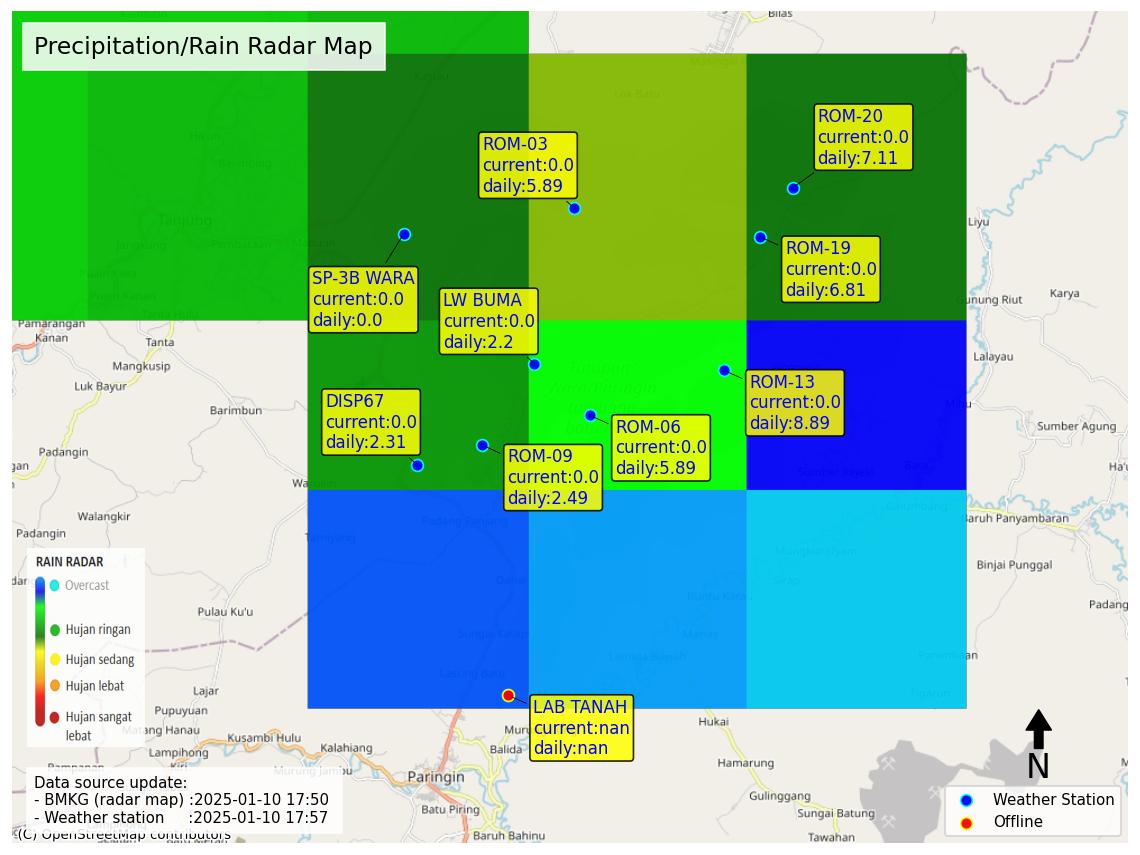 Precipitation/Rain Radar Map
Bilas
Kanau
Lok Batu
ROM-20
current:0.0
daily:7.11
ROM-03
current:0.0
daily:5.89
Tanjung
Liyu
ROM-19
current:0.0
daily:6.81
SP-3B WARA
current:0.0
daily:0.0
LW BUMA
current:0.0
daily:2.2
Gunung Riut
Karya
Pamarangan
Kanan
Tanta
Tanta Hulu
Mangkusip
Luk Bayur
Lalayau
ROM-13
current:0.0
daily:8.89
DISP67
current:0.0
daily:2.31
Barimbun
ROM-06
current:0.0
daily:5.89
Sumber Agung
Padangin
ROM-09
current:0.0
daily:2.49
Walangkir
Padangin
Padang Panjang
Baruh Panyambaran
Binjai Punggal
RAIN RADAR
Overcast
Hujan ringan
Hujan sedang
Hujan lebat
Hujan sangat
lebat
Pulau Ku'u
Lajar
Puyupuyuan
Matang Hanau
Lampihong
Kusambi Hulu
Kalahiang
Murung Jambu
LAB TANAH
current:nan
daily:nan
Balida
Paringin
Batu Piring
Baruh Bahinu
Hukai
Hamarung
Gulinggang
Sungai Batung
Tawahan
N
Data source update:
- BMKG (radar map) :2025-01-10 17:50
- Weather station :2025-01-10 17:57
(C) OpenStreetMap contributors
Weather Station
Offline